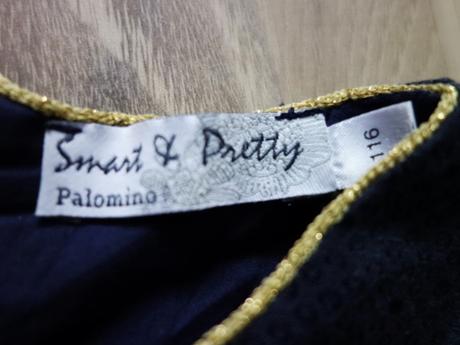 Smart & Pretty
Palomino
116